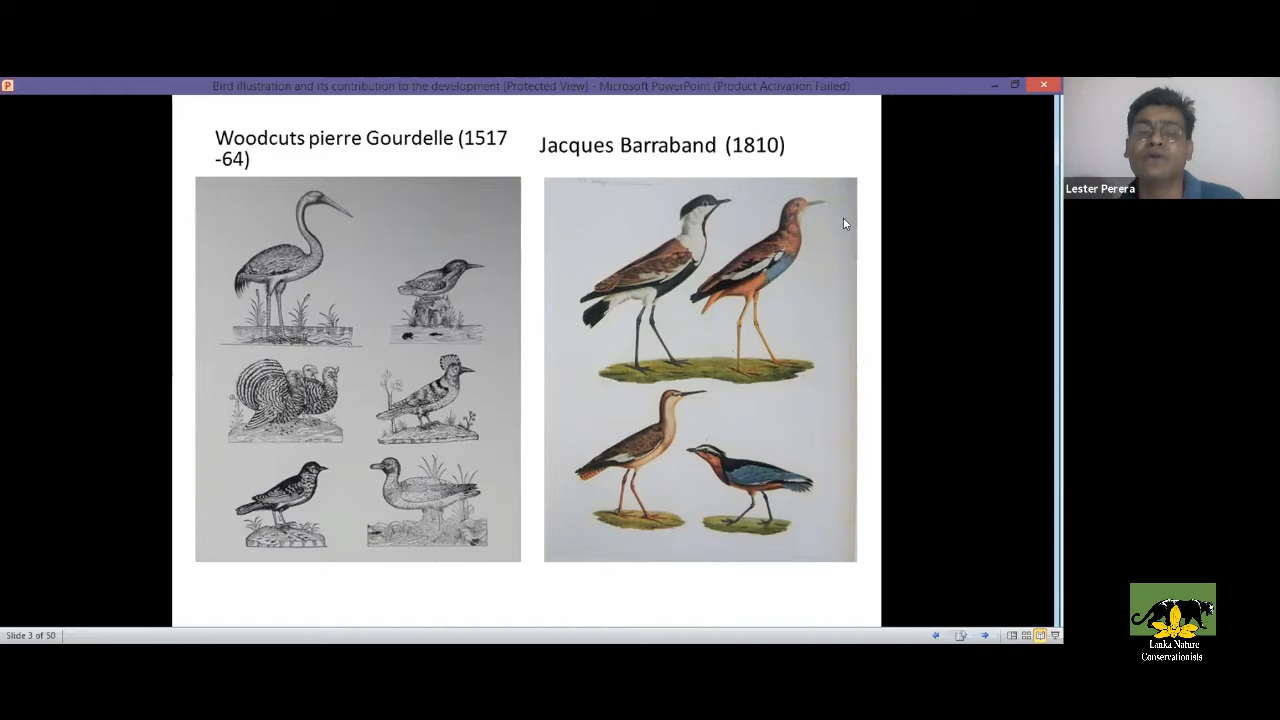 Bird illustration and its contribution to the development [Protected View] - Microsoft PowerPoint (Product Activation Failed)
Woodcuts pierre Gourdelle (1517
-64)
Jacques Barraband (1810)
Lester Perera
Slide 3 of 50
Lanka Nature
Conservationists